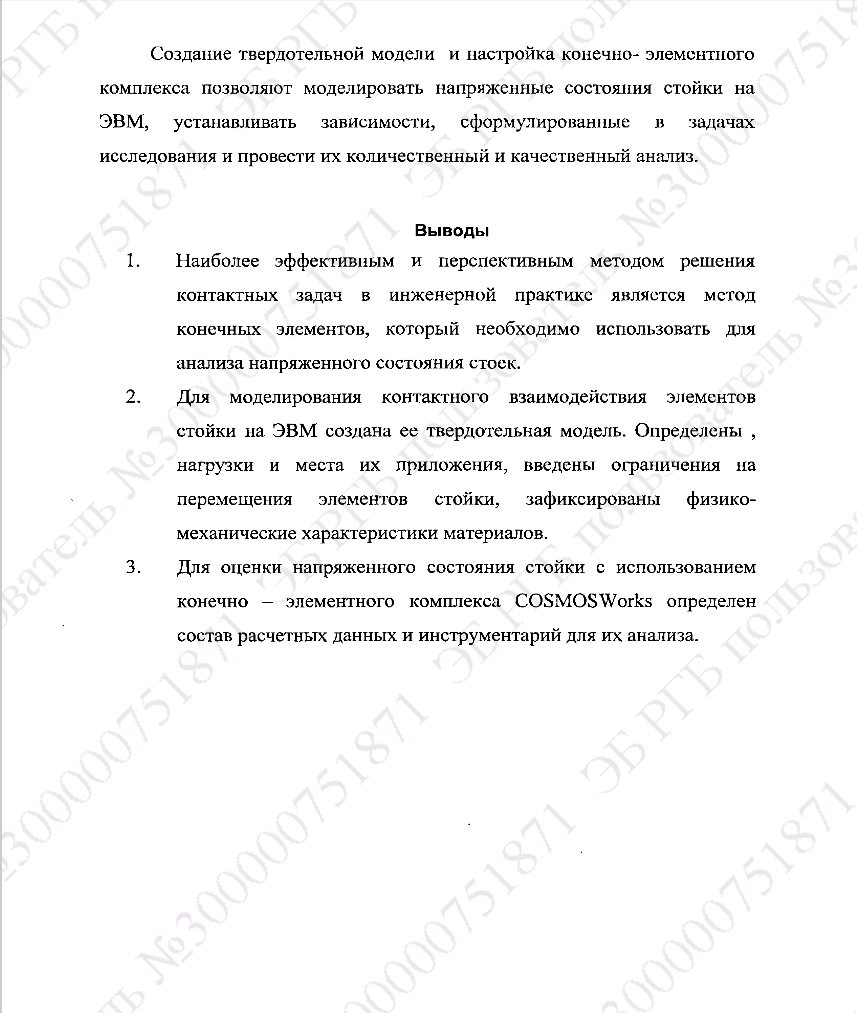 Создание твердотельной модели и настройка конечно- элементного
комплекса позволяют моделировать напряженные состояния стойки на
ЭВМ, устанавливать зависимости, сформулированные в задачах
исследования и провести их количественный и качественный анализ.
Выводы
1. Наиболее эффективным и перспективным методом решения
контактных задач в инженерной практике является метод
конечных элементов, который необходимо использовать для
анализа напряженного состояния стоек.
2. Для моделирования контактного взаимодействия элементов
стойки на ЭВМ создана ее твердотельная модель. Определены ,
нагрузки и места их приложения, введены ограничения на
перемещения элементов стойки, зафиксированы физико-
механические характеристики материалов.
3. Для оценки напряженного состояния стойки с использованием
конечно – элементного комплекса COSMOSWorks определен
состав расчетных данных и инструментарий для их анализа.
ЭБ РГБ пользователь №300000751871